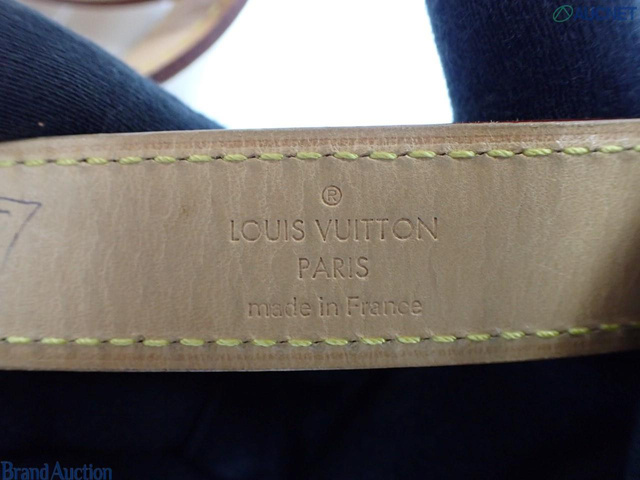 ®
LOUIS VUITTON
PARIS
made in France
Brand Auction